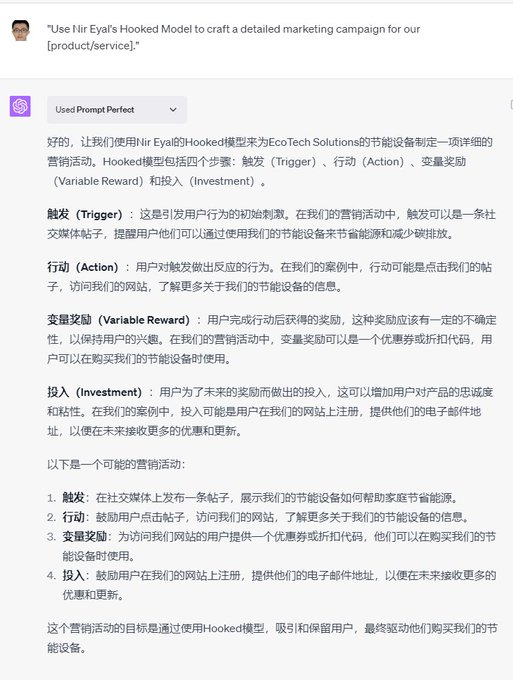 "Use Nir Eyal's Hooked Model to craft a detailed marketing campaign for our
[product/service]."
Used Prompt Perfect
好的，让我们使用Nir Eyal的Hooked模型来为EcoTech Solutions的节能设备制定一项详细的
营销活动。Hooked模型包括四个步骤：触发（Trigger）、行动（Action）、变量奖励
（Variable Reward）和投入（Investment）。
触发（Trigger）：这是引发用户行为的初始刺激。在我们的营销活动中，触发可以是一条社
交媒体帖子，提醒用户他们可以通过使用我们的节能设备来节省能源和减少碳排放。
行动（Action）：用户对触发做出反应的行为。在我们的案例中，行动可能是点击我们的帖
子，访问我们的网站，了解更多关于我们的节能设备的信息。
变量奖励（Variable Reward）：用户完成行动后获得的奖励，这种奖励应该有一定的不确定
性，以保持用户的兴趣。在我们的营销活动中，变量奖励可以是一个优惠券或折扣代码，用
户可以在购买我们的节能设备时使用。
投入（Investment）：用户为了未来的奖励而做出的投入，这可以增加用户对产品的忠诚度
和粘性。在我们的案例中，投入可能是用户在我们的网站上注册，提供他们的电子邮件地
址，以便在未来接收更多的优惠和更新。
以下是一个可能的营销活动：
1. 触发：在社交媒体上发布一条帖子，展示我们的节能设备如何帮助家庭节省能源。
2. 行动：鼓励用户点击帖子，访问我们的网站，了解更多关于我们的节能设备的信息。
3. 变量奖励：为访问我们网站的用户提供一个优惠券或折扣代码，他们可以在购买我们的节
能设备时使用。
4. 投入：鼓励用户在我们的网站上注册，提供他们的电子邮件地址，以便在未来接收更多的
优惠和更新。
这个营销活动的目标是通过使用Hooked模型，吸引和保留用户，最终驱动他们购买我们的节
能设备。